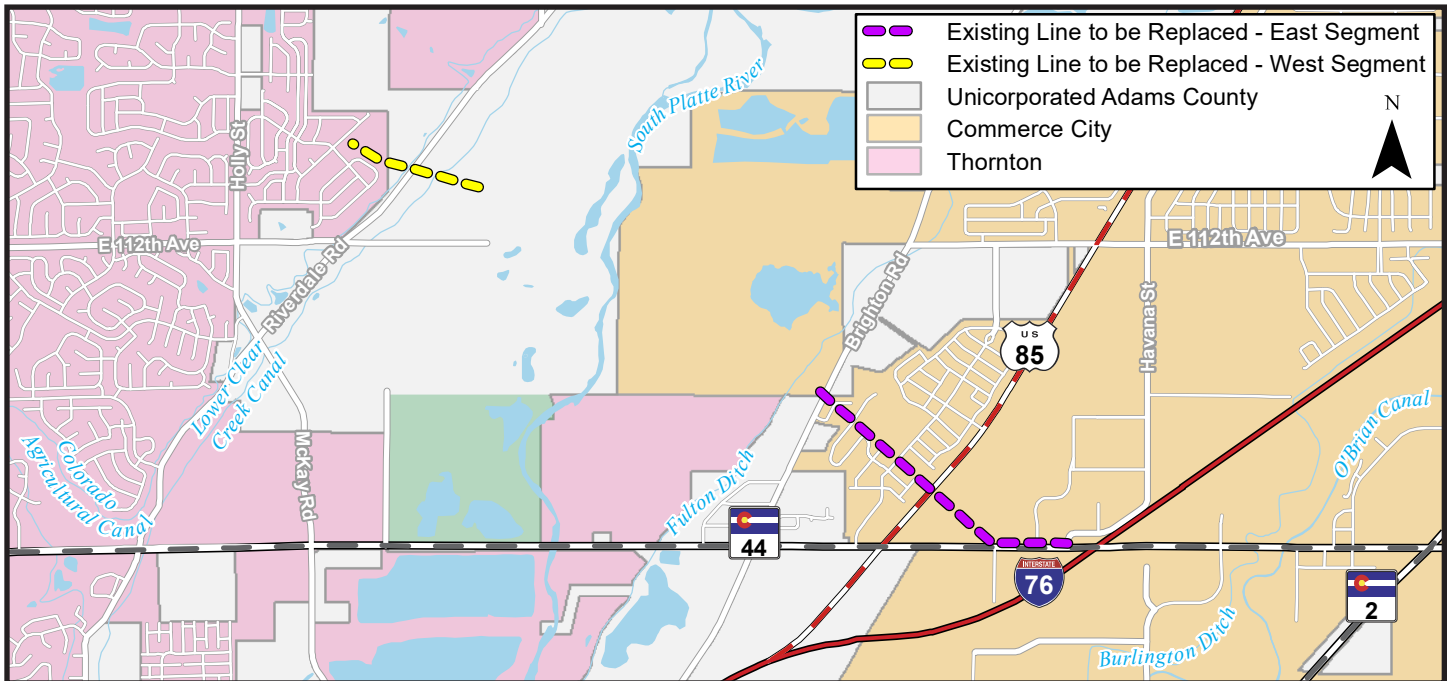 Existing Line to be Replaced - East Segment
Existing Line to be Replaced - West Segment
Unicorporated Adams County
Commerce City
Thornton
N
South Platte River
Holly St
E 112th Ave
Riverdale Rd
E 112th Ave
Brighton Rd
Havana St
US
85
Lower Clear
Creek Canal
McKay Rd
Colorado
Agricultural Canal
Fulton Ditch
O'Brian Canal
44
INTERSTATE
76
2
Burlington Ditch